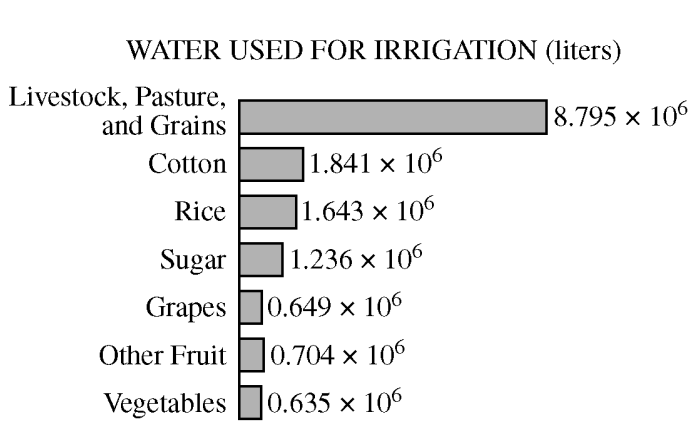 WATER USED FOR IRRIGATION (liters)
Livestock, Pasture,
and Grains
8.795 × 10⁶
Cotton 1.841 × 10⁶
Rice 1.643 × 10⁶
Sugar 1.236 × 10⁶
Grapes 0.649 × 10⁶
Other Fruit 0.704 × 10⁶
Vegetables 0.635 × 10⁶